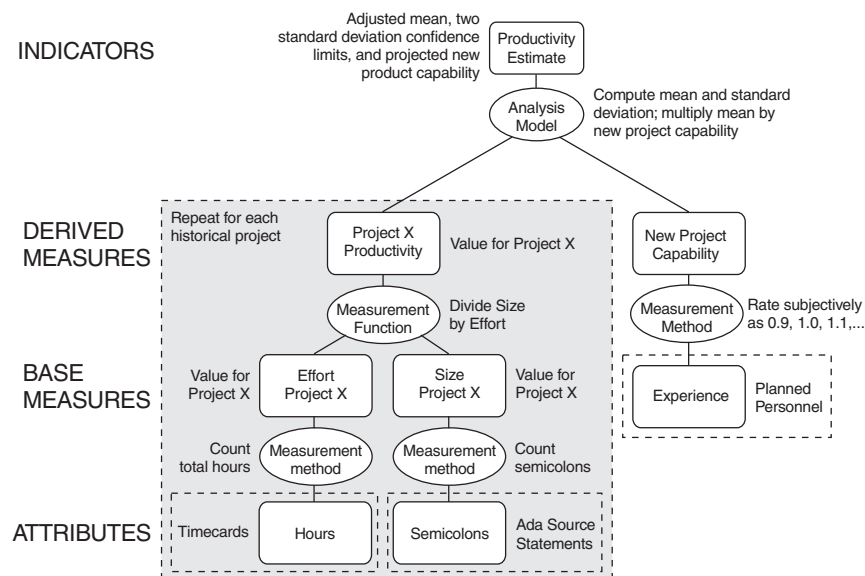 Adjusted mean, two
standard deviation confidence
limits, and projected new
product capability
INDICATORS
Productivity
Estimate
Analysis
Model
Compute mean and standard
deviation; multiply mean by
new project capability
DERIVED
MEASURES
Repeat for each
historical project
Project X
Productivity
Value for Project X
New Project
Capability
Measurement
Function
Divide Size
by Effort
Measurement
Method
Rate subjectively
as 0.9, 1.0, 1.1,...
BASE
MEASURES
Value for
Project X
Effort
Project X
Size
Project X
Value for
Project X
Experience
Planned
Personnel
Count
total hours
Measurement
method
Measurement
method
Count
semicolons
ATTRIBUTES
Timecards
Hours
Semicolons
Ada Source
Statements